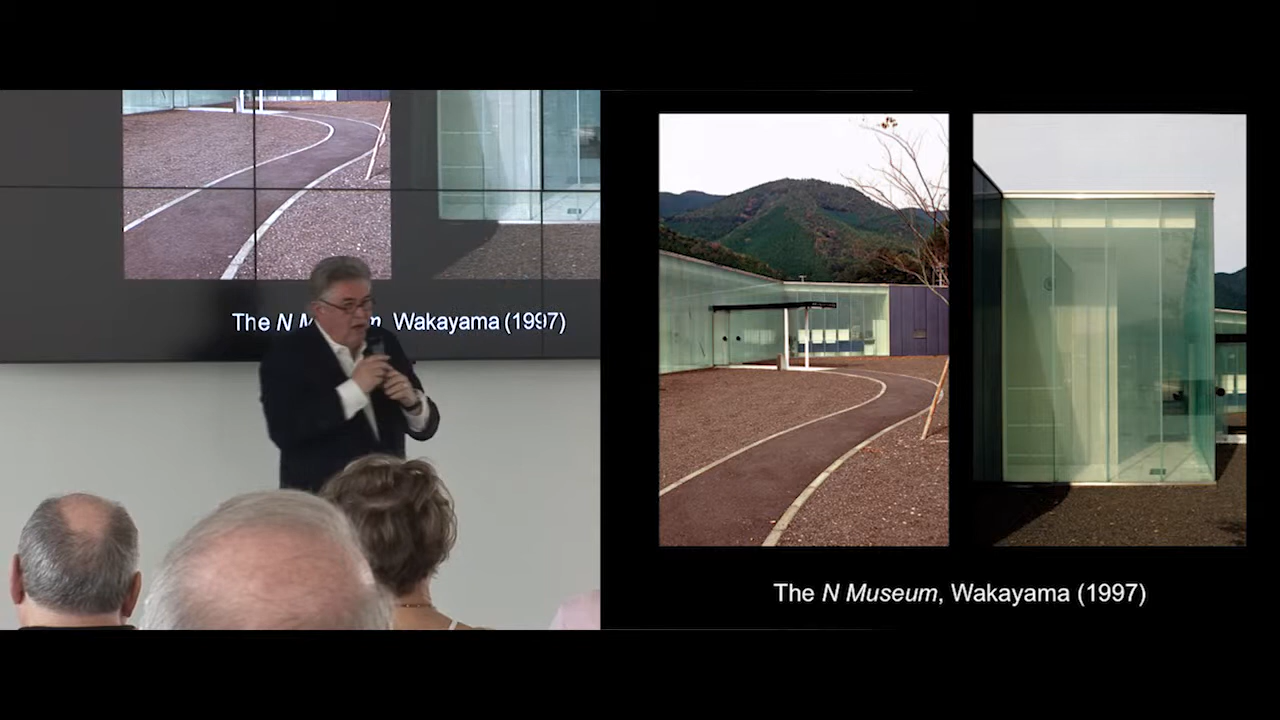 The N M m, Wakayama (1997)
The N Museum, Wakayama (1997)